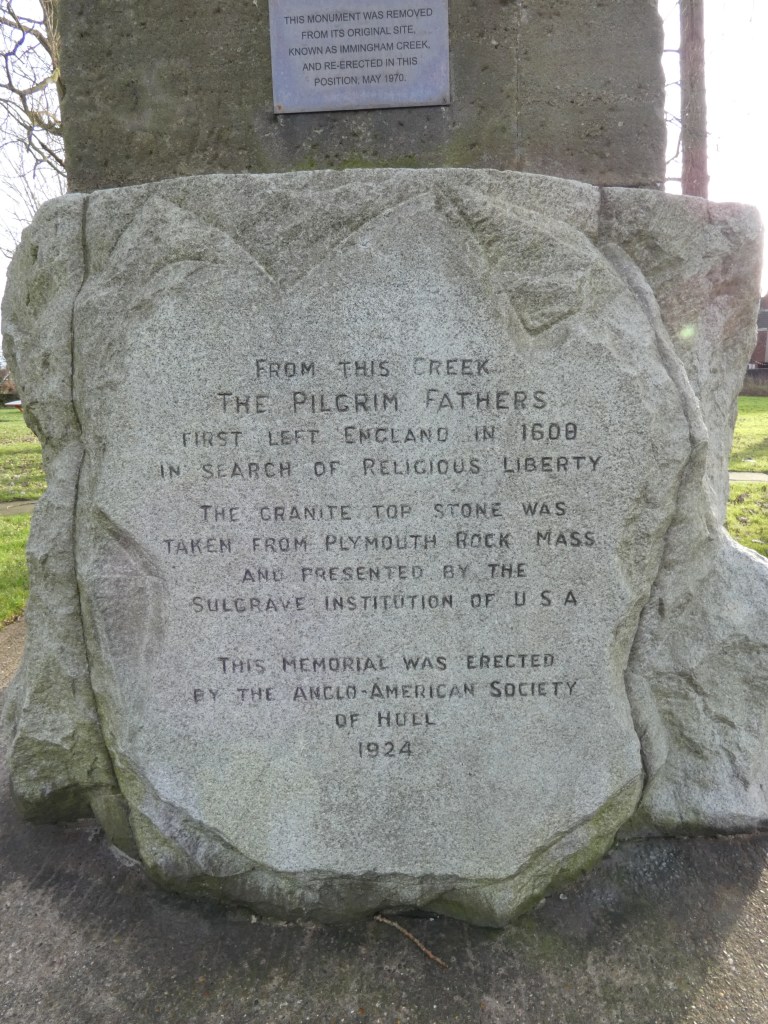 THIS MONUMENT WAS REMOVED
FROM ITS ORIGINAL SITE,
KNOWN AS IMMINGHAM CREEK,
AND RE-ERECTED IN THIS
POSITION, MAY 1970.
FROM THIS CREEK
THE PILGRIM FATHERS
FIRST LEFT ENGLAND IN 1608
IN SEARCH OF RELIGIOUS LIBERTY
THE GRANITE TOP STONE WAS
TAKEN FROM PLYMOUTH ROCK MASS
AND PRESENTED BY THE
SULGRAVE INSTITUTION OF U S A
THIS MEMORIAL WAS ERECTED
BY THE ANGLO-AMERICAN SOCIETY
OF HULL
1924